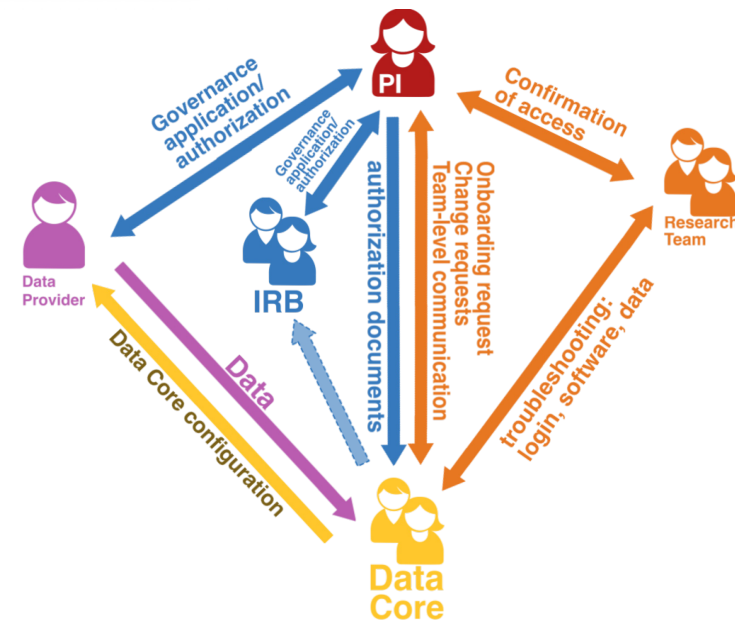 PI
Governance
application/
authorization
Governance
application/
authorization
Confirmation
of access
authorization documents
Onboarding request
Change requests
Team-level communication
Research
Team
Data
Provider
IRB
Data
Data Core configuration
troubleshooting:
login, software, data
Data
Core